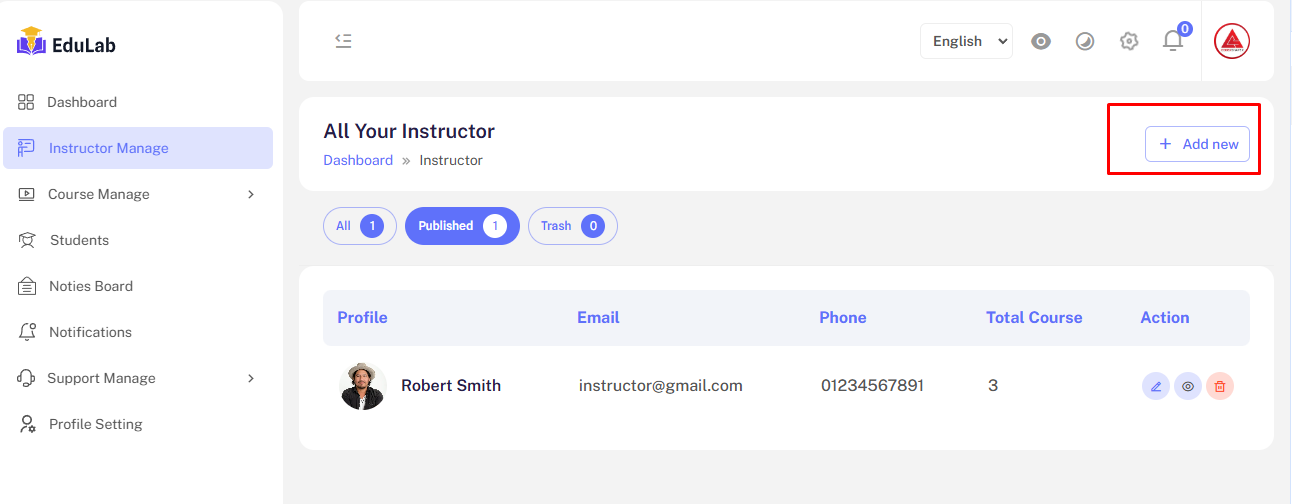 EduLab
English
0
Dashboard
Instructor Manage
Course Manage
Students
Noties Board
Notifications
Support Manage
Profile Setting
All Your Instructor
Dashboard » Instructor
+ Add new
All 1
Published 1
Trash 0
Profile Email Phone Total Course Action
Robert Smith instructor@gmail.com 01234567891 3